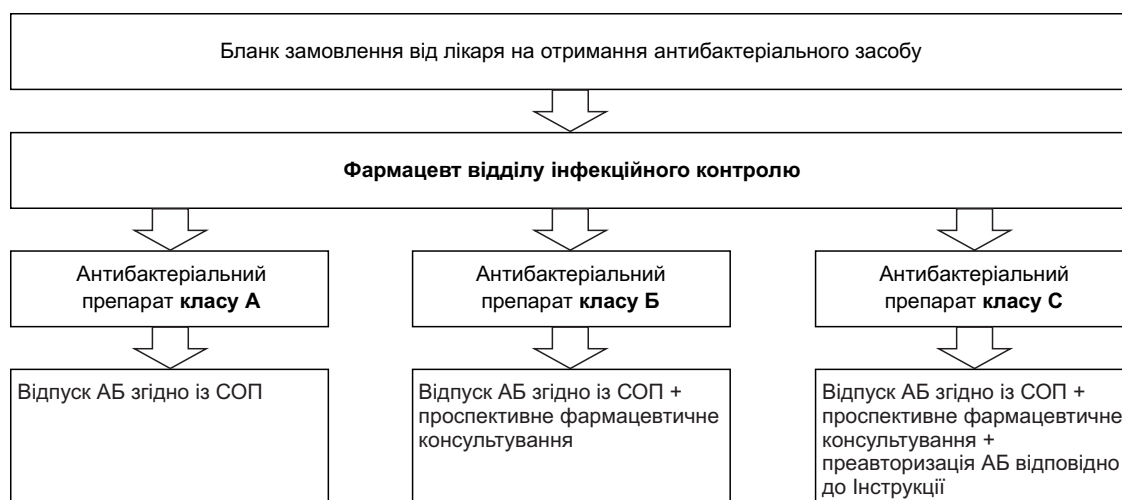 Бланк замовлення від лікаря на отримання антибактеріального засобу
Фармацевт відділу інфекційного контролю
Антибактеріальний
препарат класу А
Антибактеріальний
препарат класу Б
Антибактеріальний
препарат класу С
Відпуск АБ згідно із СОП
Відпуск АБ згідно із СОП +
проспективне фармацевтичне
консультування
Відпуск АБ згідно із СОП +
проспективне фармацевтичне
консультування +
преавторизація АБ відповідно
до Інструкції